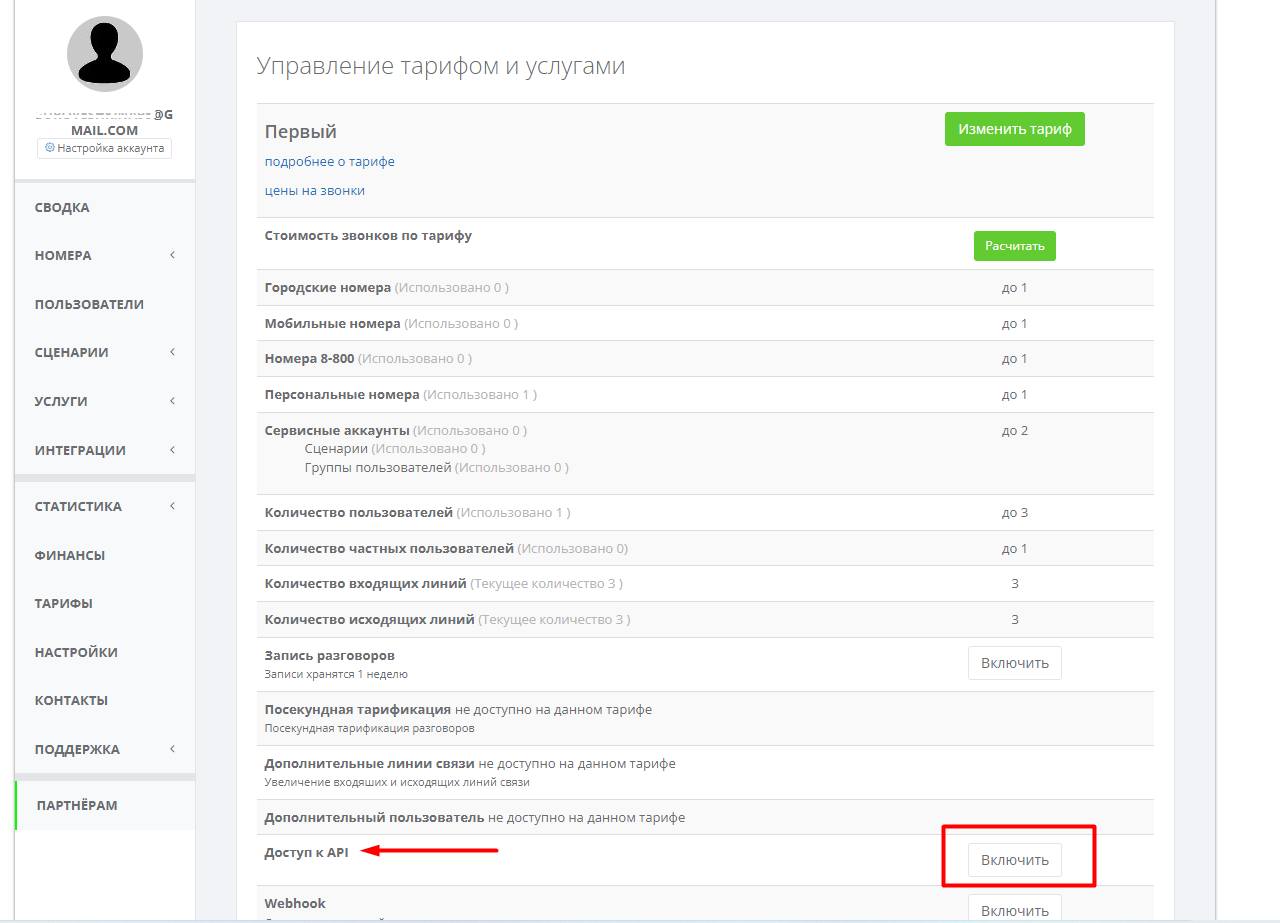 @G
MAIL.COM
Настройка аккаунта
СВОДКА
НОМЕРА
ПОЛЬЗОВАТЕЛИ
СЦЕНАРИИ
УСЛУГИ
ИНТЕГРАЦИИ
СТАТИСТИКА
ФИНАНСЫ
ТАРИФЫ
НАСТРОЙКИ
КОНТАКТЫ
ПОДДЕРЖКА
ПАРТНЁРАМ
Управление тарифом и услугами
Первый
Изменить тариф
подробнее о тарифе
цены на звонки
Стоимость звонков по тарифу
Расчитать
Городские номера (Использовано 0 ) до 1
Мобильные номера (Использовано 0 ) до 1
Номера 8-800 (Использовано 0 ) до 1
Персональные номера (Использовано 1 ) до 1
Сервисные аккаунты (Использовано 0 ) до 2
Сценарии (Использовано 0 )
Группы пользователей (Использовано 0 )
Количество пользователей (Использовано 1 ) до 3
Количество частных пользователей (Использовано 0) до 1
Количество входящих линий (Текущее количество 3 ) 3
Количество исходящих линий (Текущее количество 3 ) 3
Запись разговоров
Записи хранятся 1 неделю
Включить
Посекундная тарификация не доступно на данном тарифе
Посекундная тарификация разговоров
Дополнительные линии связи не доступно на данном тарифе
Увеличение входяших и исходящих линий связи
Дополнительный пользователь не доступно на данном тарифе
Доступ к API
Включить
Webhook
Включить